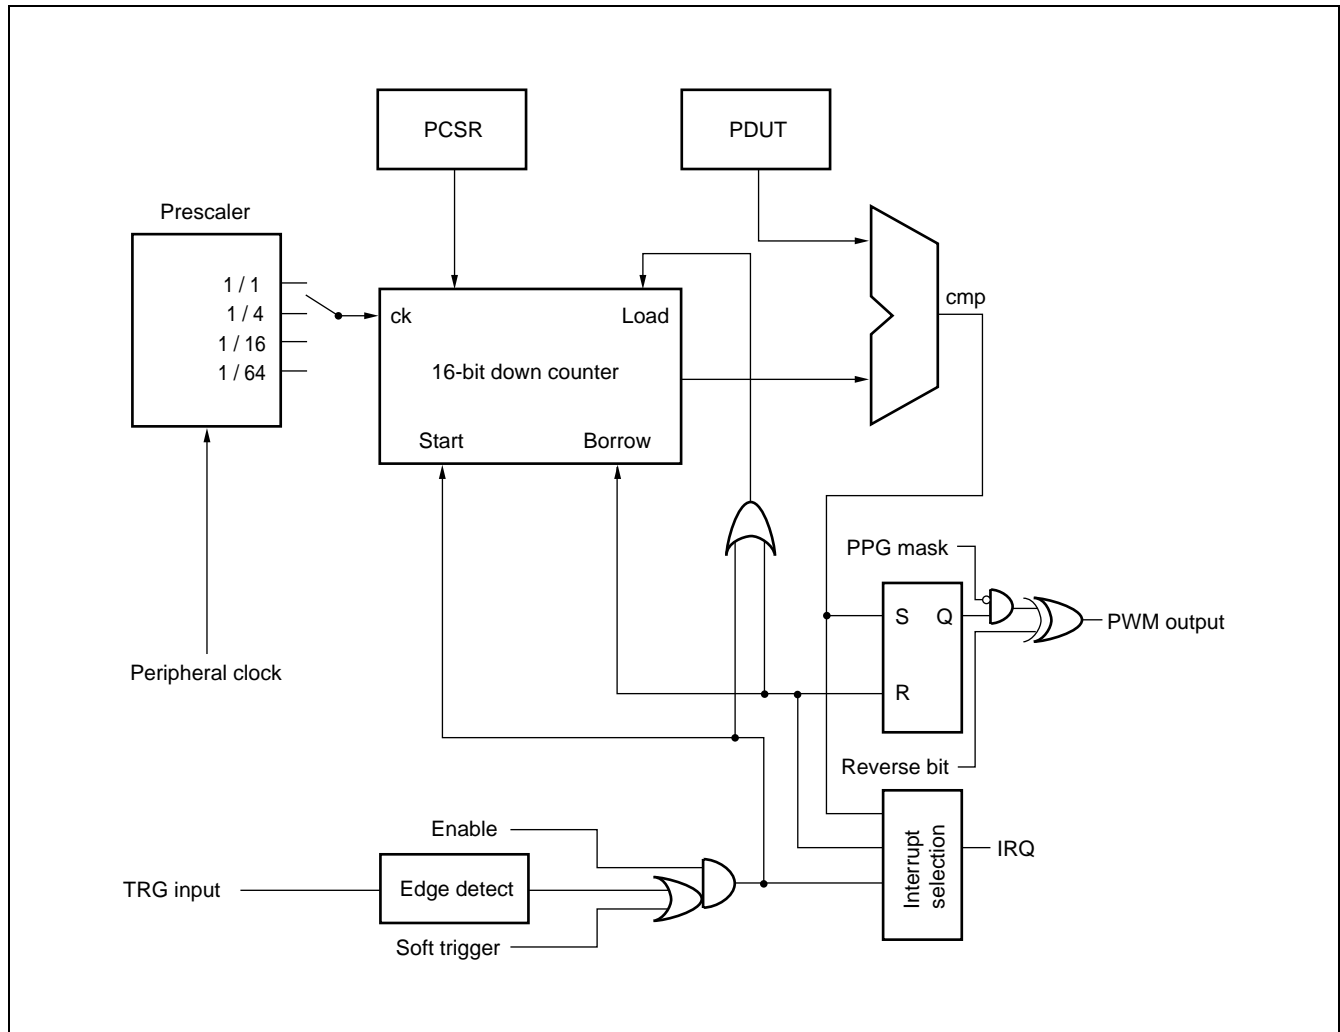 PCSR
PDUT
Prescaler
1 / 1
1 / 4
1 / 16
1 / 64
ck
Load
cmp
16-bit down counter
Start
Borrow
PPG mask
S
Q
PWM output
Peripheral clock
R
Reverse bit
Enable
Interrupt
selection
IRQ
TRG input
Edge detect
Soft trigger